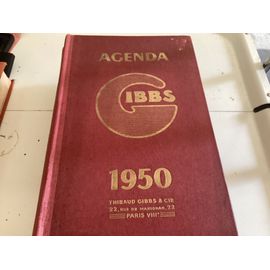 AGENDA
GIBBS
1950
THIBAUD GIBBS & CIE
22, RUE DE MARIGNAN, 22
PARIS VIIIe